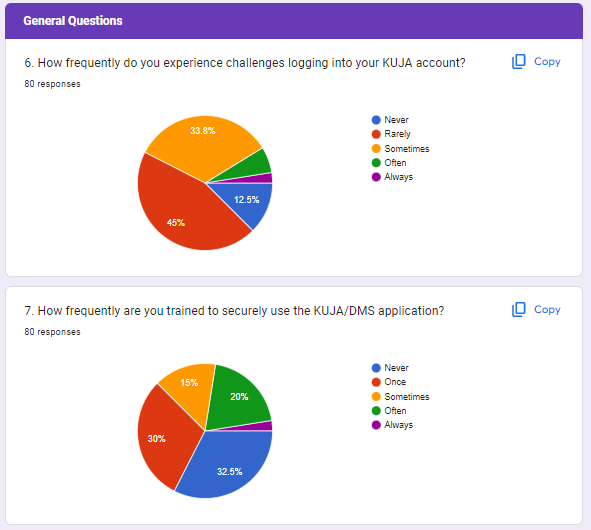 General Questions
6. How frequently do you experience challenges logging into your KUJA account?
Copy
80 responses
33.8%
12.5%
45%
Never
Rarely
Sometimes
Often
Always
7. How frequently are you trained to securely use the KUJA/DMS application?
Copy
80 responses
15%
20%
30%
32.5%
Never
Once
Sometimes
Often
Always